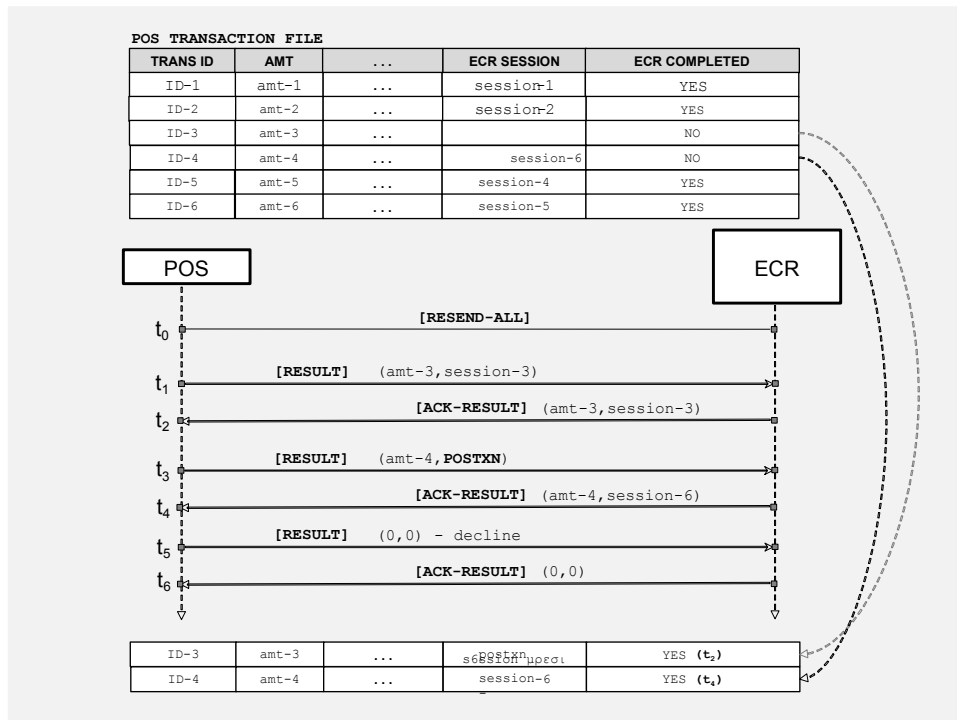 POS TRANSACTION FILE
TRANS ID AMT ... ECR SESSION ECR COMPLETED
ID-1 amt-1 ... session-1 YES
ID-2 amt-2 ... session-2 YES
ID-3 amt-3 ... NO
ID-4 amt-4 ... session-6 NO
ID-5 amt-5 ... session-4 YES
ID-6 amt-6 ... session-5 YES
POS ECR
t0 [RESEND-ALL]
t1 [RESULT] (amt-3,session-3)
t2 [ACK-RESULT] (amt-3,session-3)
t3 [RESULT] (amt-4,POSTXN)
t4 [ACK-RESULT] (amt-4,session-6)
t5 [RESULT] (0,0) - decline
t6 [ACK-RESULT] (0,0)
ID-3 amt-3 ... postxn YES (t2)
ID-4 amt-4 ... session-6 YES (t4)